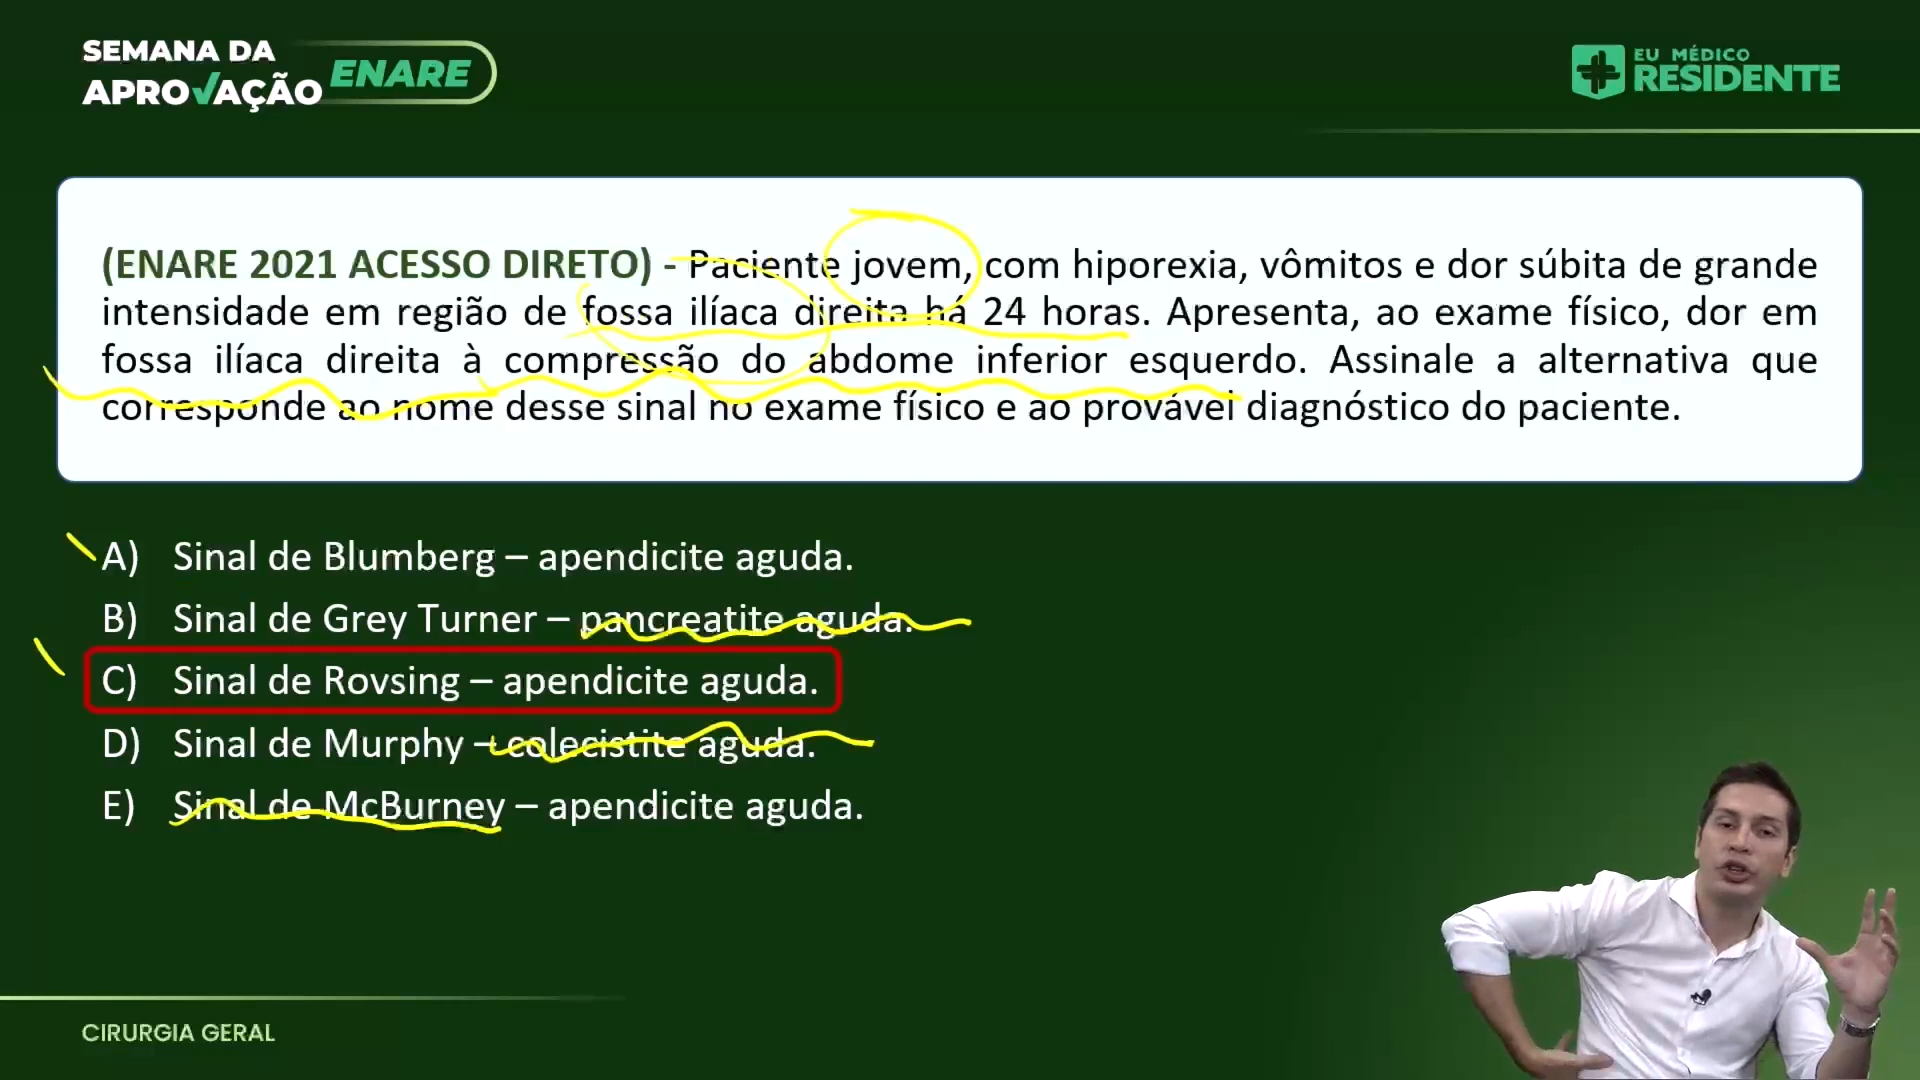 SEMANA DA
APROVAÇÃO ENARE
EU MÉDICO
RESIDENTE
(ENARE 2021 ACESSO DIRETO) - Paciente jovem, com hiporexia, vômitos e dor súbita de grande
intensidade em região de fossa ilíaca direita há 24 horas. Apresenta, ao exame físico, dor em
fossa ilíaca direita à compressão do abdome inferior esquerdo. Assinale a alternativa que
corresponde ao nome desse sinal no exame físico e ao provável diagnóstico do paciente.
A) Sinal de Blumberg – apendicite aguda.
B) Sinal de Grey Turner – pancreatite aguda.
C) Sinal de Rovsing – apendicite aguda.
D) Sinal de Murphy – colecistite aguda.
E) Sinal de McBurney – apendicite aguda.
CIRURGIA GERAL